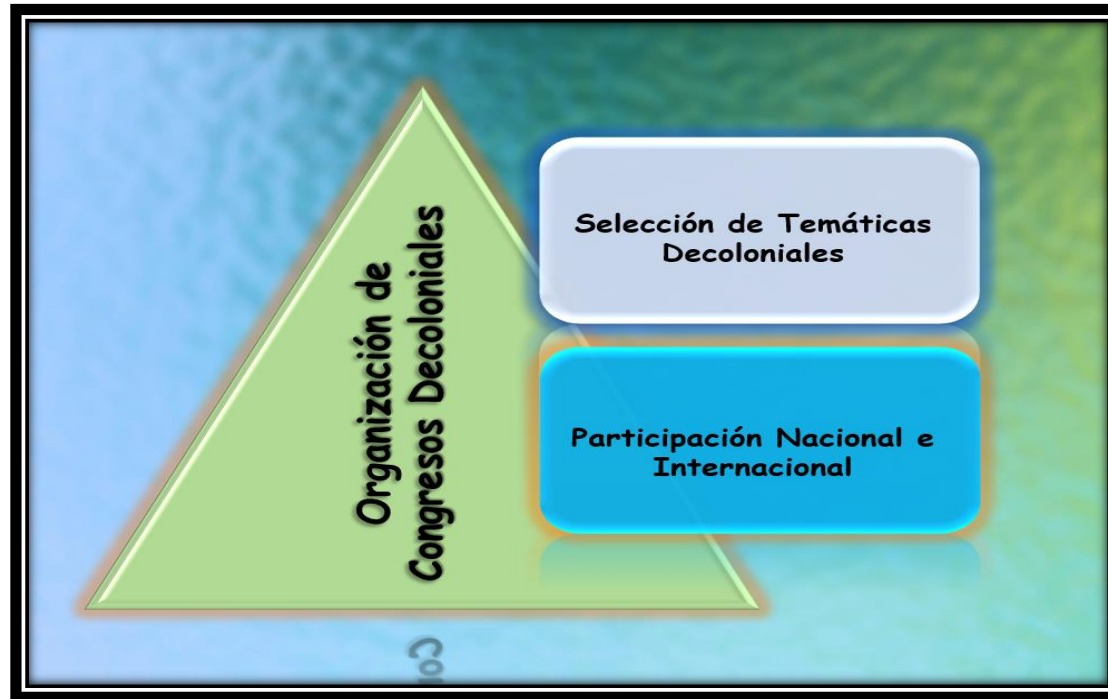 Organización de
Congresos Decoloniales
Selección de Temáticas
Decoloniales
Participación Nacional e
Internacional